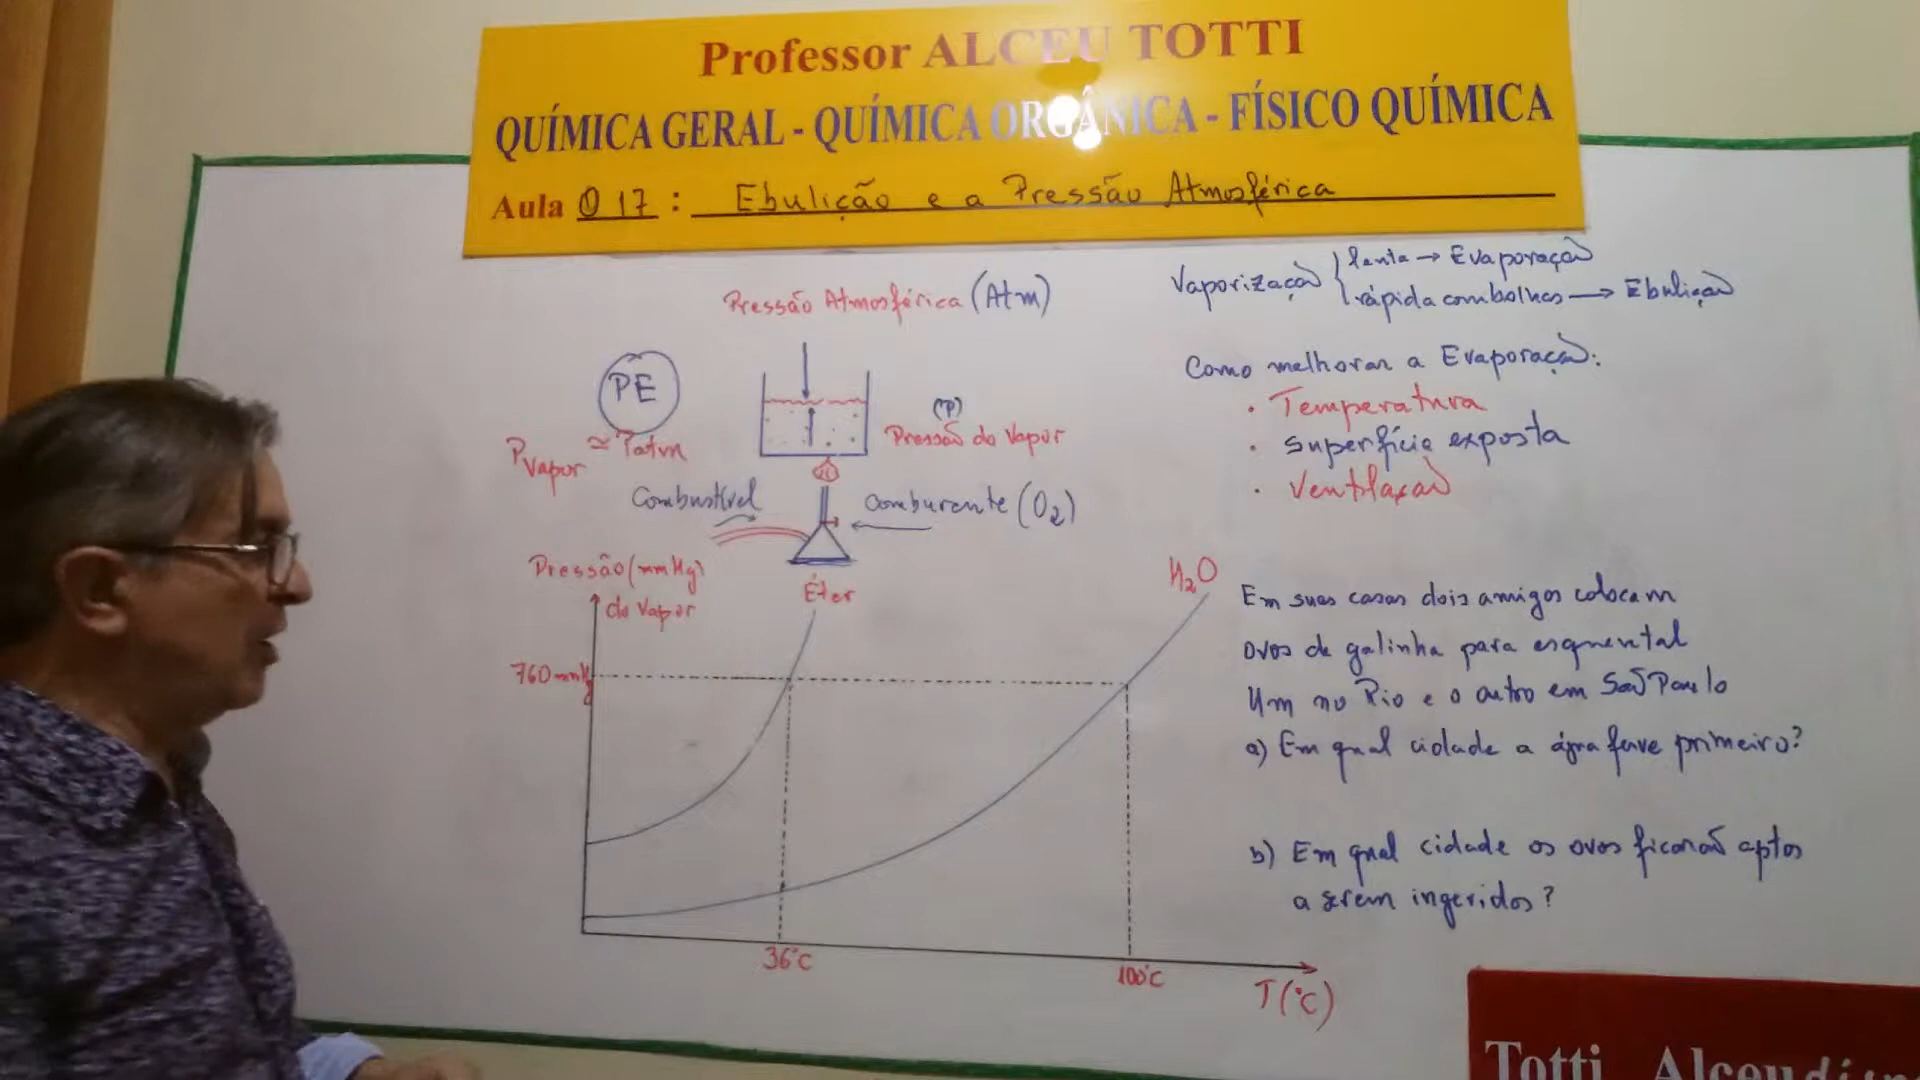 Professor ALCEU TOTTI
QUÍMICA GERAL - QUÍMICA ORGÂNICA - FÍSICO QUÍMICA
Aula 017 : Ebulição e a Pressão Atmosférica
Pressão Atmosférica (Atm)
Vaporização
lenta → Evaporação
rápida com bolhas → Ebulição
PE
Pvapor ≅ Patm
(P)
Pressão do Vapor
Combustível
Comburente (O2)
Como melhorar a Evaporação:
• Temperatura
• Superfície exposta
• Ventilação
Pressão (mmHg)
do Vapor
Éter
H2O
760 mmHg
36°C
100°C
T(°C)
Em suas casas dois amigos colocam
ovos de galinha para esquental
Um no Rio e o outro em São Paulo
a) Em qual cidade a água ferve primeiro?
b) Em qual cidade os ovos ficarão aptos
a serem ingeridos?
Totti